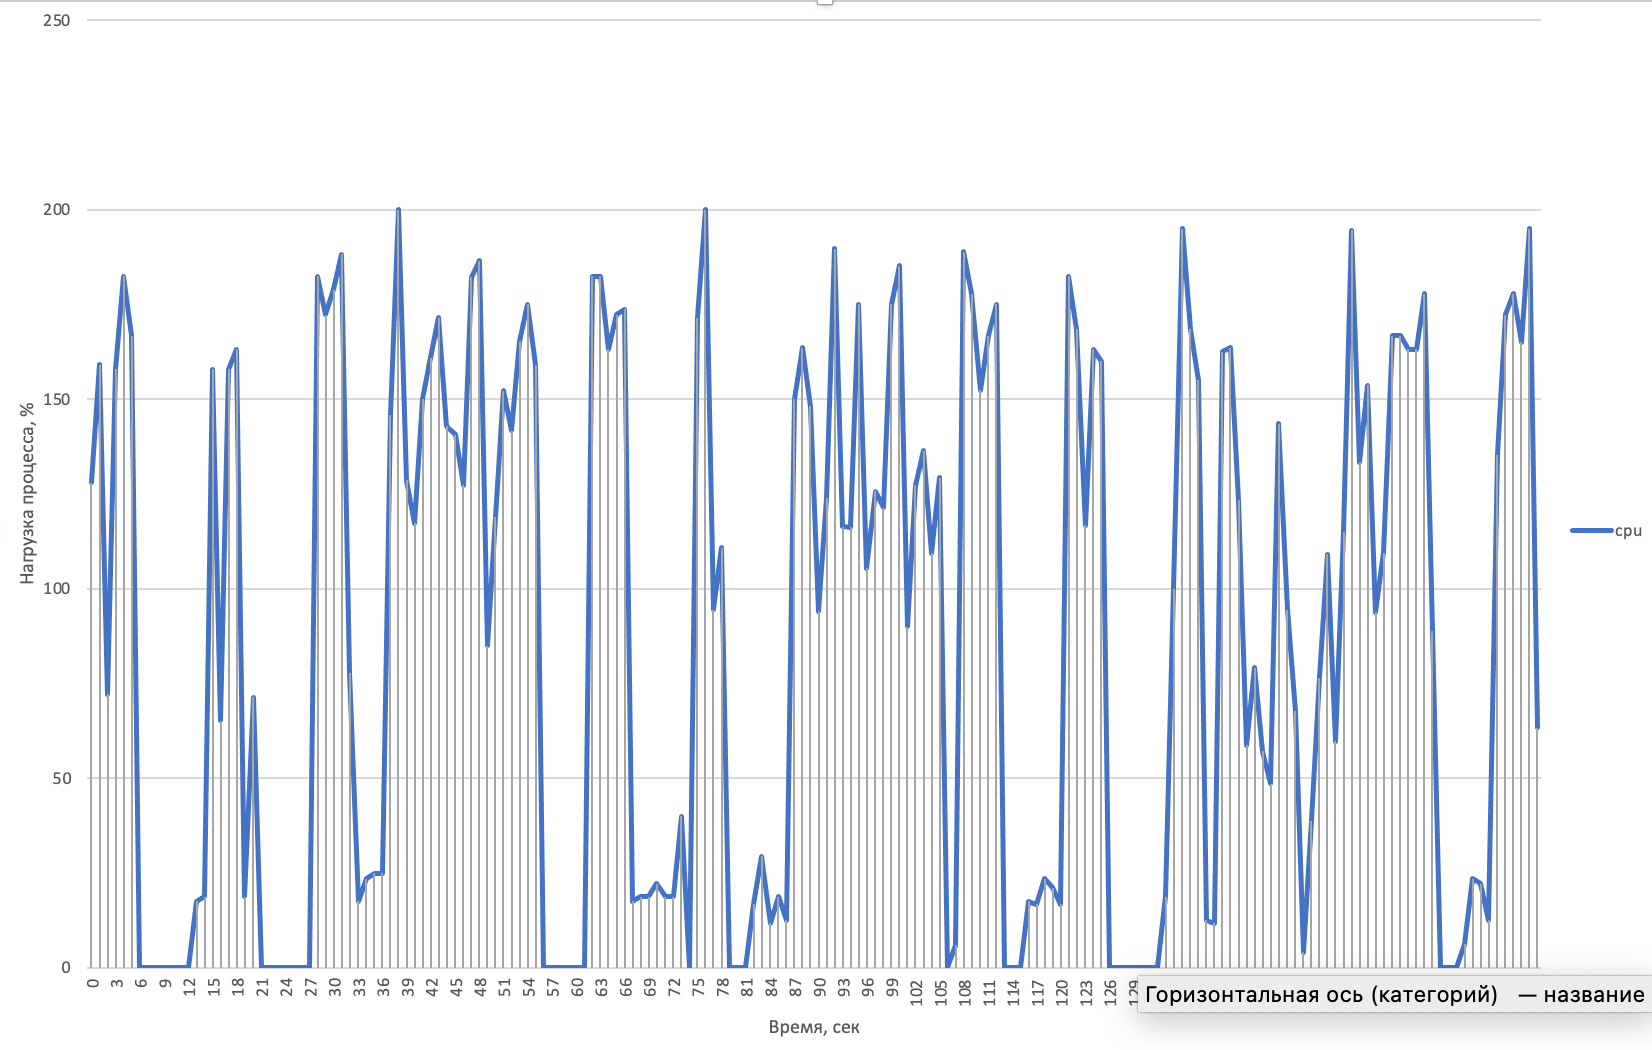 250
200
150
100
50
0
Нагрузка процесса, %
cpu
0 3 6 9 12 15 18 21 24 27 30 33 36 39 42 45 48 51 54 57 60 63 66 69 72 75 78 81 84 87 90 93 96 99 102 105 108 111 114 117 120 123 126
Горизонтальная ось (категорий) — название
Время, сек